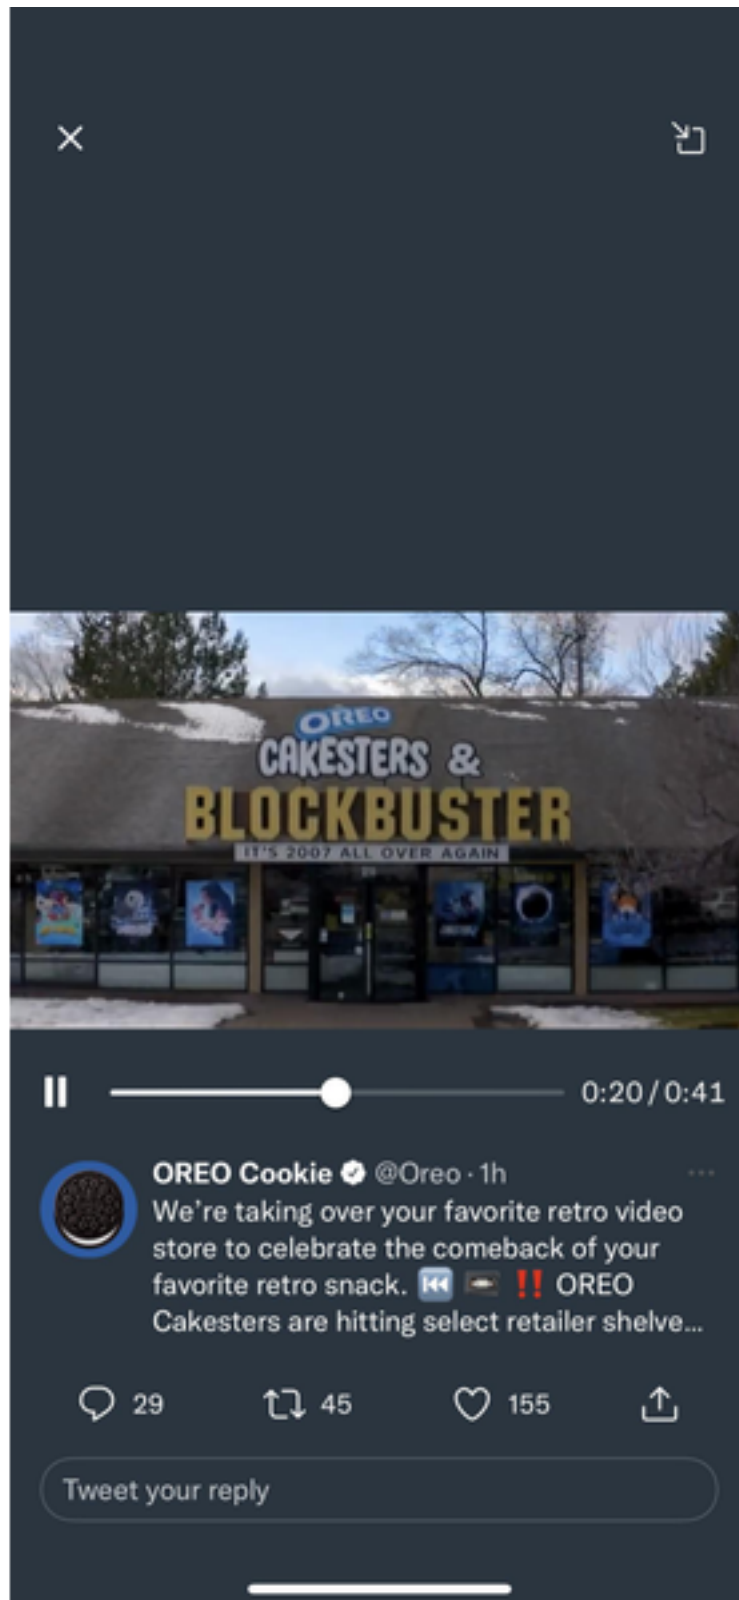 OREO
CAKESTERS &
BLOCKBUSTER
IT'S 2007 ALL OVER AGAIN
0:20/0:41
OREO Cookie @Oreo · 1h
We're taking over your favorite retro video
store to celebrate the comeback of your
favorite retro snack. ⏮️ 📼 ‼️ OREO
Cakesters are hitting select retailer shelve...
29 45 155
Tweet your reply